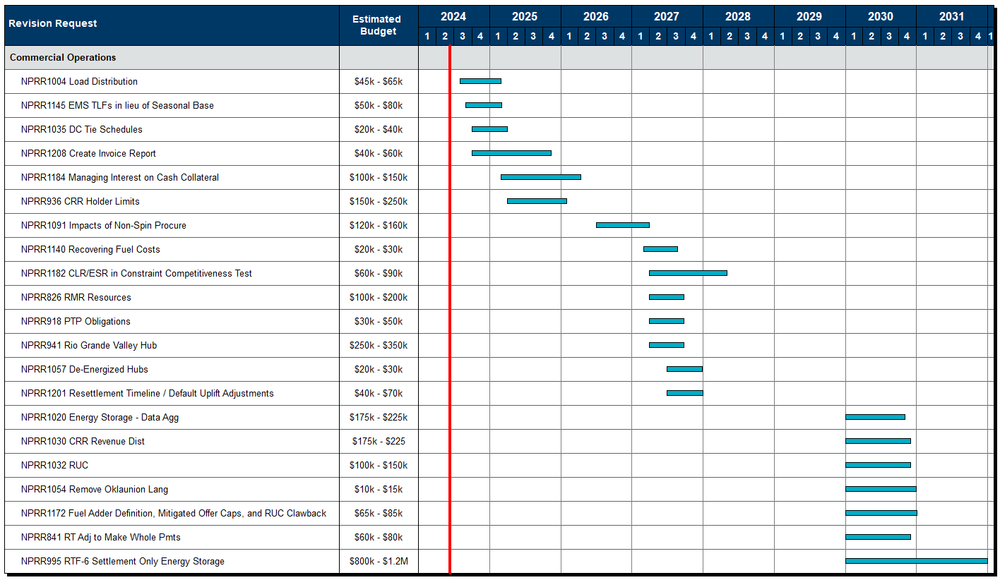 Revision Request Estimated Budget 2024 2025 2026 2027 2028 2029 2030 2031
1 2 3 4 1 2 3 4 1 2 3 4 1 2 3 4 1 2 3 4 1 2 3 4 1 2 3 4 1 2 3 4 1
Commercial Operations
NPRR1004 Load Distribution $45k - $65k
NPRR1145 EMS TLFs in lieu of Seasonal Base $50k - $80k
NPRR1035 DC Tie Schedules $20k - $40k
NPRR1208 Create Invoice Report $40k - $60k
NPRR1184 Managing Interest on Cash Collateral $100k - $150k
NPRR936 CRR Holder Limits $150k - $250k
NPRR1091 Impacts of Non-Spin Procure $120k - $160k
NPRR1140 Recovering Fuel Costs $20k - $30k
NPRR1182 CLR/ESR in Constraint Competitiveness Test $60k - $90k
NPRR826 RMR Resources $100k - $200k
NPRR918 PTP Obligations $30k - $50k
NPRR941 Rio Grande Valley Hub $250k - $350k
NPRR1057 De-Energized Hubs $20k - $30k
NPRR1201 Resettlement Timeline / Default Uplift Adjustments $40k - $70k
NPRR1020 Energy Storage - Data Agg $175k - $225k
NPRR1030 CRR Revenue Dist $175k - $225
NPRR1032 RUC $100k - $150k
NPRR1054 Remove Oklaunion Lang $10k - $15k
NPRR1172 Fuel Adder Definition, Mitigated Offer Caps, and RUC Clawback $65k - $85k
NPRR841 RT Adj to Make Whole Pmts $60k - $80k
NPRR995 RTF-6 Settlement Only Energy Storage $800k - $1.2M